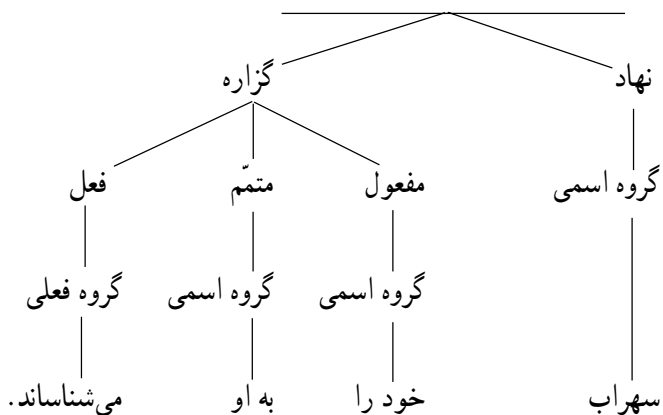 نهاد گزاره
گروه اسمی مفعول متمّم فعل
گروه اسمی گروه اسمی گروه فعلی
سهراب خود را به او می‌شناساند.